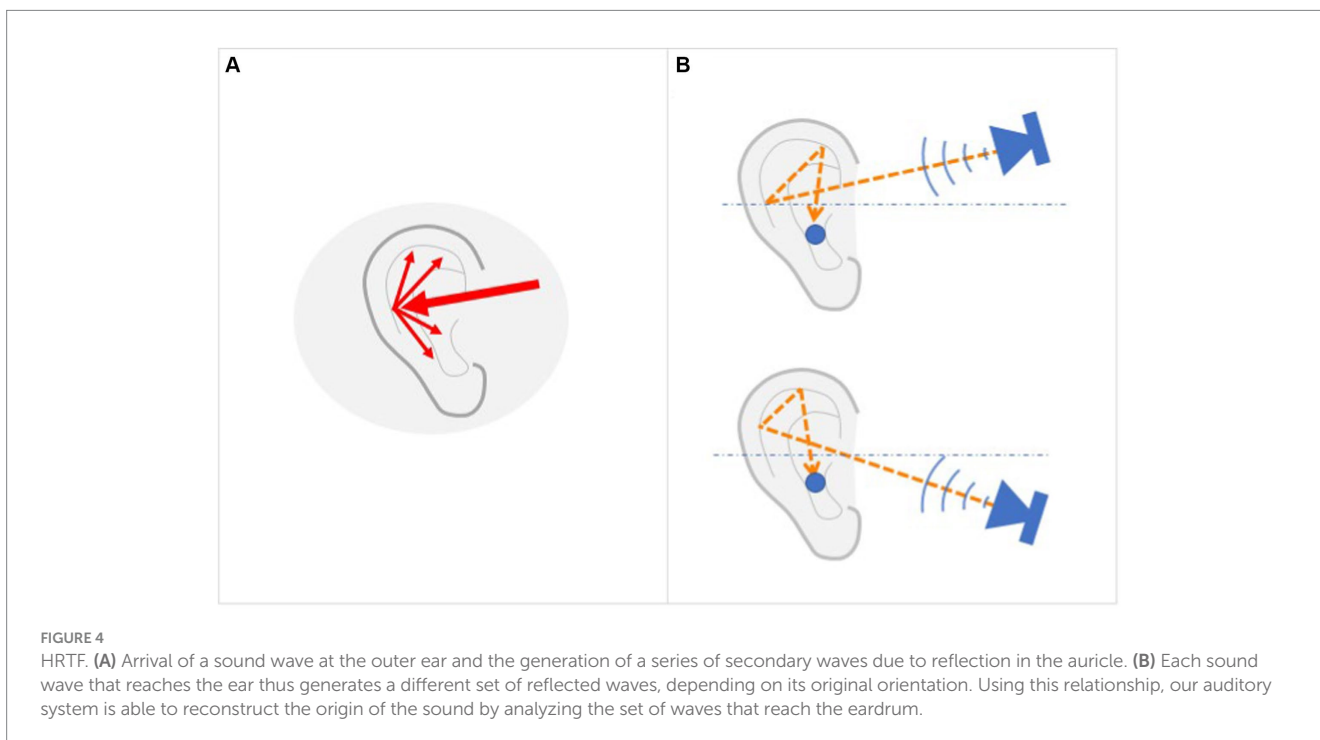 A
B
FIGURE 4
HRTF. (A) Arrival of a sound wave at the outer ear and the generation of a series of secondary waves due to reflection in the auricle. (B) Each sound
wave that reaches the ear thus generates a different set of reflected waves, depending on its original orientation. Using this relationship, our auditory
system is able to reconstruct the origin of the sound by analyzing the set of waves that reach the eardrum.